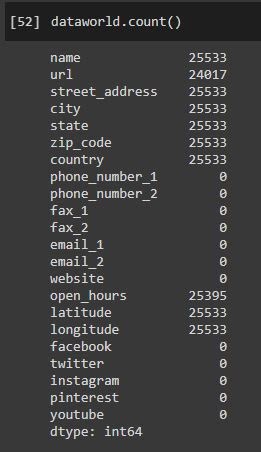 [52] dataworld.count()
name 25533
url 24017
street_address 25533
city 25533
state 25533
zip_code 25533
country 25533
phone_number_1 0
phone_number_2 0
fax_1 0
fax_2 0
email_1 0
email_2 0
website 0
open_hours 25395
latitude 25533
longitude 25533
facebook 0
twitter 0
instagram 0
pinterest 0
youtube 0
dtype: int64